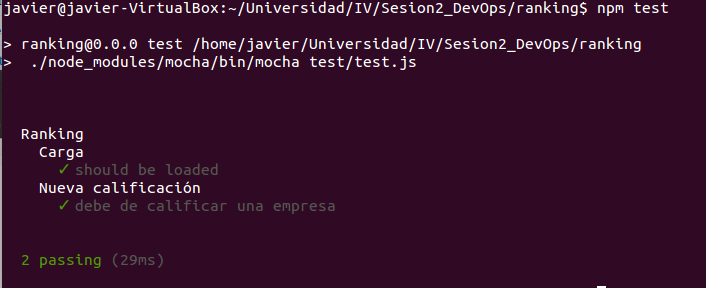 javier@javier-VirtualBox:~/Universidad/IV/Sesion2_DevOps/ranking$ npm test
> ranking@0.0.0 test /home/javier/Universidad/IV/Sesion2_DevOps/ranking
> ./node_modules/mocha/bin/mocha test/test.js
Ranking
Carga
✓ should be loaded
Nueva calificación
✓ debe de calificar una empresa
2 passing (29ms)